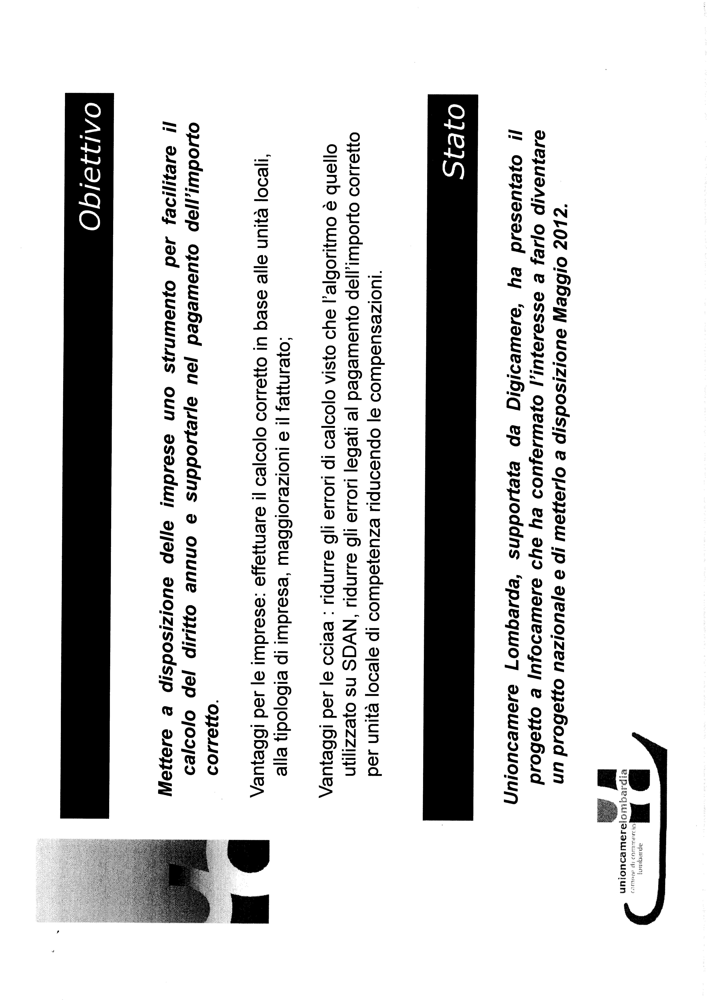 Obiettivo
Mettere a disposizione delle imprese uno strumento per facilitare il
calcolo del diritto annuo e supportarle nel pagamento dell'importo
corretto.
Vantaggi per le imprese: effettuare il calcolo corretto in base alle unità locali,
alla tipologia di impresa, maggiorazioni e il fatturato;
Vantaggi per le cciaa : ridurre gli errori di calcolo visto che l'algoritmo è quello
utilizzato su SDAN, ridurre gli errori legati al pagamento dell'importo corretto
per unità locale di competenza riducendo le compensazioni.
Stato
Unioncamere Lombarda, supportata da Digicamere, ha presentato il
progetto a Infocamere che ha confermato l'interesse a farlo diventare
un progetto nazionale e di metterlo a disposizione Maggio 2012.
unioncamerelombardia
camere di commercio
lombarde